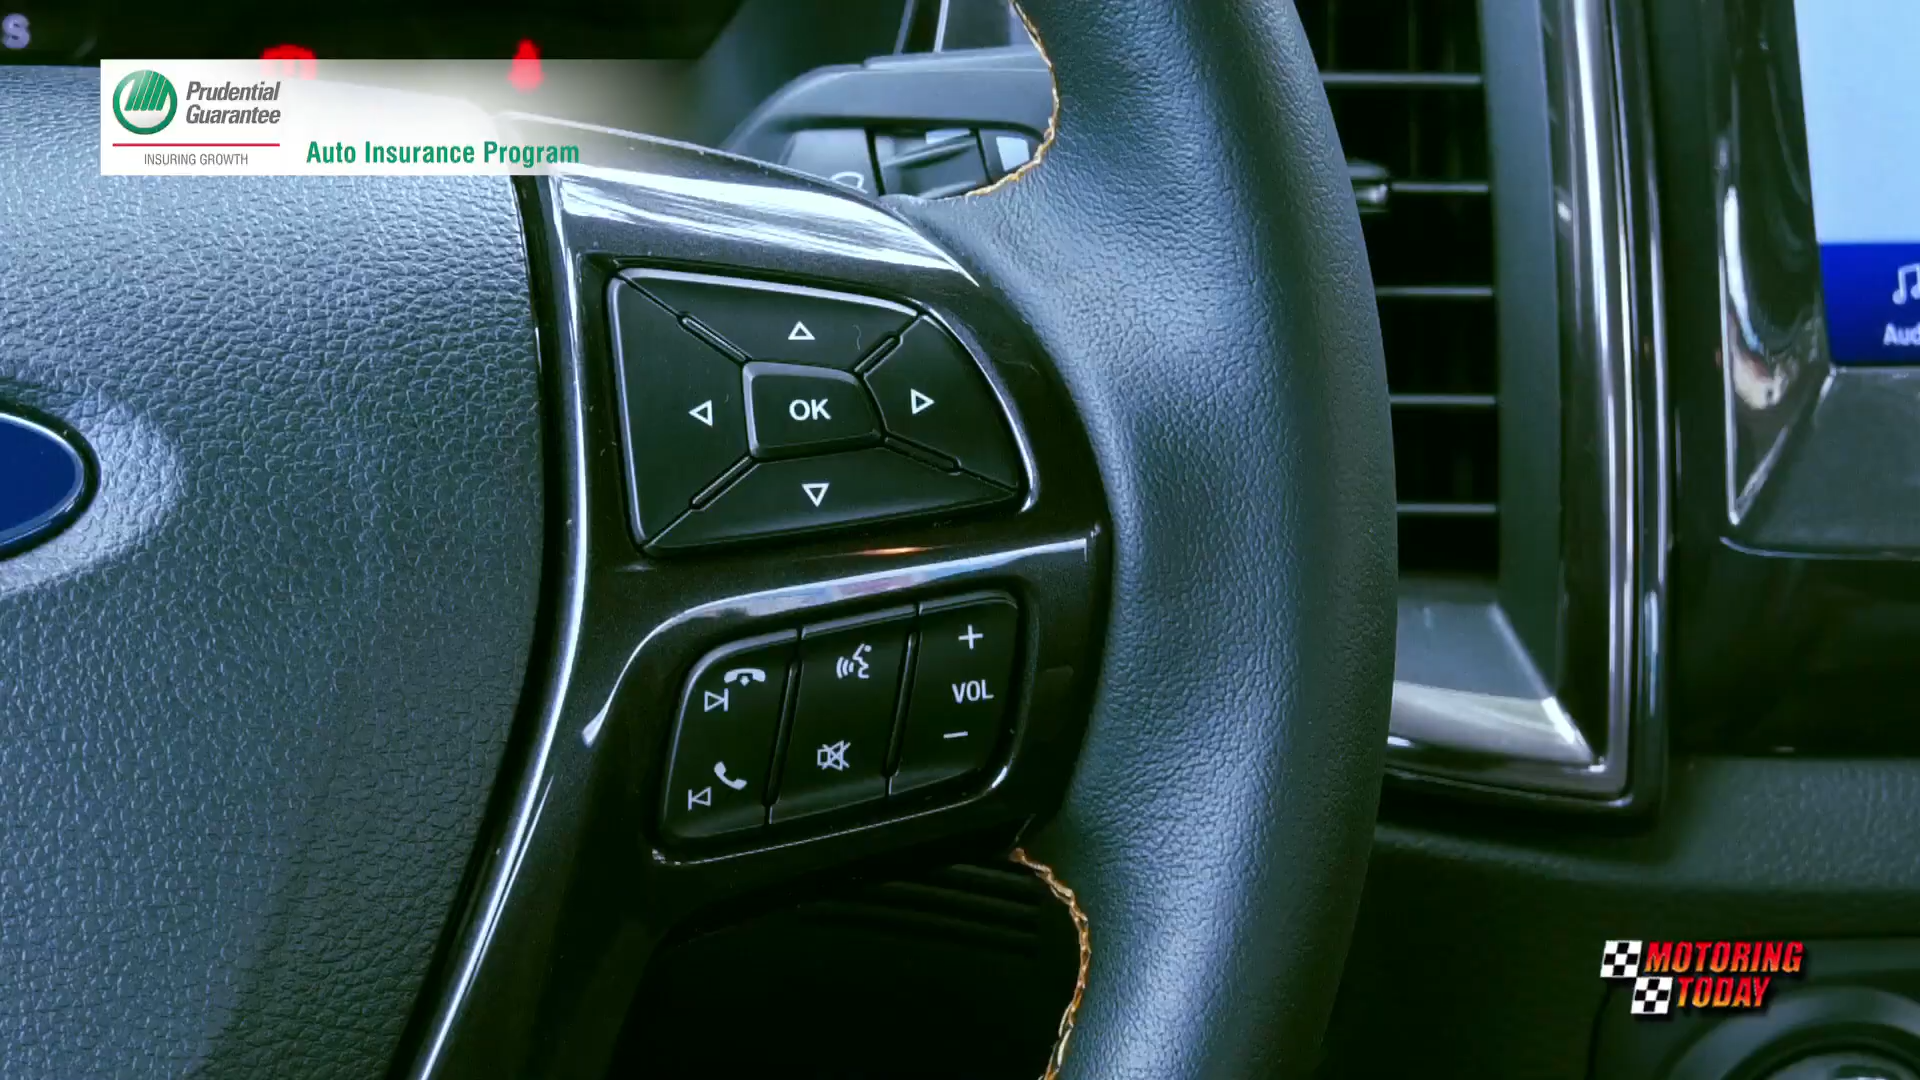 S
Prudential
Guarantee
INSURING GROWTH
Auto Insurance Program
OK
+
VOL
−
MOTORING
TODAY